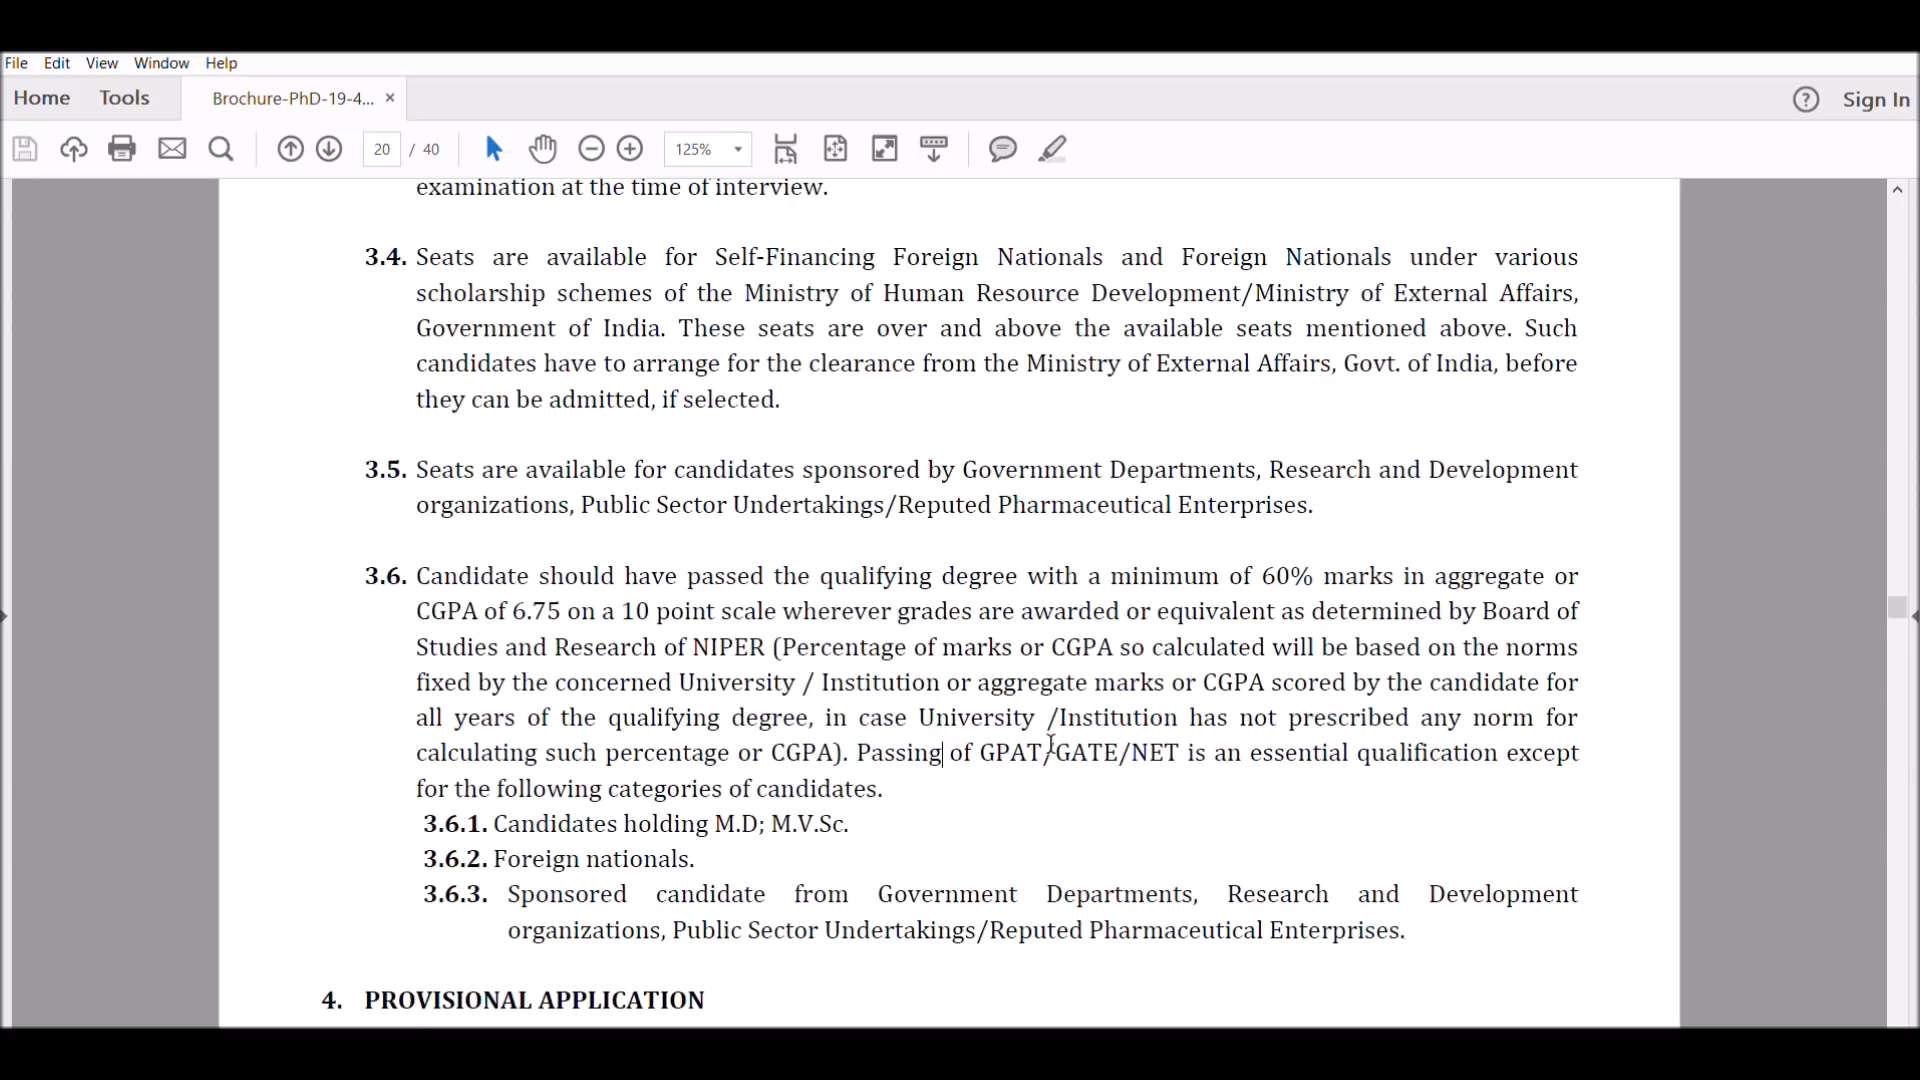 File Edit View Window Help
Home Tools Brochure-PhD-19-4... × ? Sign In
20 / 40 125%
examination at the time of interview.
3.4. Seats are available for Self-Financing Foreign Nationals and Foreign Nationals under various
scholarship schemes of the Ministry of Human Resource Development/Ministry of External Affairs,
Government of India. These seats are over and above the available seats mentioned above. Such
candidates have to arrange for the clearance from the Ministry of External Affairs, Govt. of India, before
they can be admitted, if selected.
3.5. Seats are available for candidates sponsored by Government Departments, Research and Development
organizations, Public Sector Undertakings/Reputed Pharmaceutical Enterprises.
3.6. Candidate should have passed the qualifying degree with a minimum of 60% marks in aggregate or
CGPA of 6.75 on a 10 point scale wherever grades are awarded or equivalent as determined by Board of
Studies and Research of NIPER (Percentage of marks or CGPA so calculated will be based on the norms
fixed by the concerned University / Institution or aggregate marks or CGPA scored by the candidate for
all years of the qualifying degree, in case University /Institution has not prescribed any norm for
calculating such percentage or CGPA). Passing of GPAT/GATE/NET is an essential qualification except
for the following categories of candidates.
3.6.1. Candidates holding M.D; M.V.Sc.
3.6.2. Foreign nationals.
3.6.3. Sponsored candidate from Government Departments, Research and Development
organizations, Public Sector Undertakings/Reputed Pharmaceutical Enterprises.
4. PROVISIONAL APPLICATION